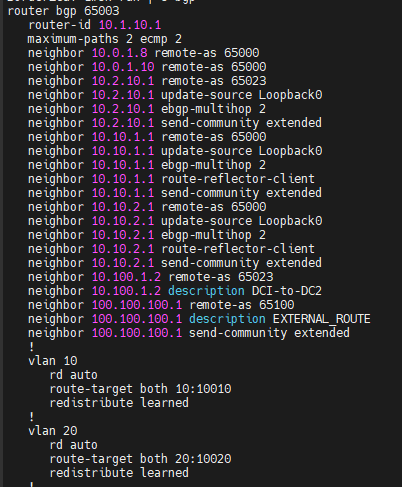 router bgp 65003
router-id 10.1.10.1
maximum-paths 2 ecmp 2
neighbor 10.0.1.8 remote-as 65000
neighbor 10.0.1.10 remote-as 65000
neighbor 10.2.10.1 remote-as 65023
neighbor 10.2.10.1 update-source Loopback0
neighbor 10.2.10.1 ebgp-multihop 2
neighbor 10.2.10.1 send-community extended
neighbor 10.10.1.1 remote-as 65000
neighbor 10.10.1.1 update-source Loopback0
neighbor 10.10.1.1 ebgp-multihop 2
neighbor 10.10.1.1 route-reflector-client
neighbor 10.10.1.1 send-community extended
neighbor 10.10.2.1 remote-as 65000
neighbor 10.10.2.1 update-source Loopback0
neighbor 10.10.2.1 ebgp-multihop 2
neighbor 10.10.2.1 route-reflector-client
neighbor 10.10.2.1 send-community extended
neighbor 10.100.1.2 remote-as 65023
neighbor 10.100.1.2 description DCI-to-DC2
neighbor 100.100.100.1 remote-as 65100
neighbor 100.100.100.1 description EXTERNAL_ROUTE
neighbor 100.100.100.1 send-community extended
!
vlan 10
rd auto
route-target both 10:10010
redistribute learned
!
vlan 20
rd auto
route-target both 20:10020
redistribute learned
!